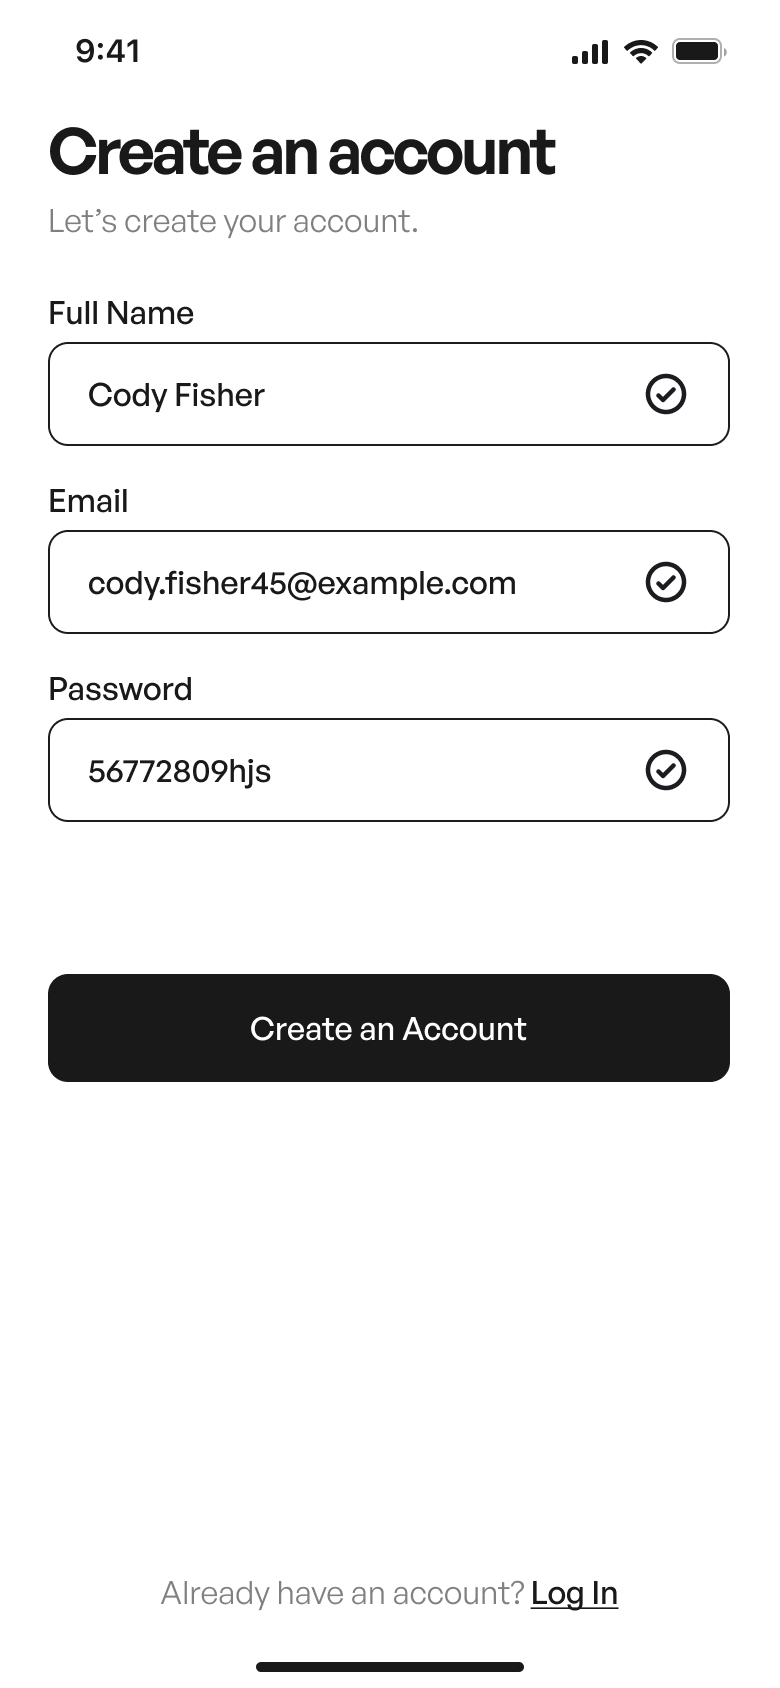 9:41
Create an account
Let’s create your account.
Full Name
Cody Fisher
Email
cody.fisher45@example.com
Password
56772809hjs
Create an Account
Already have an account? Log In